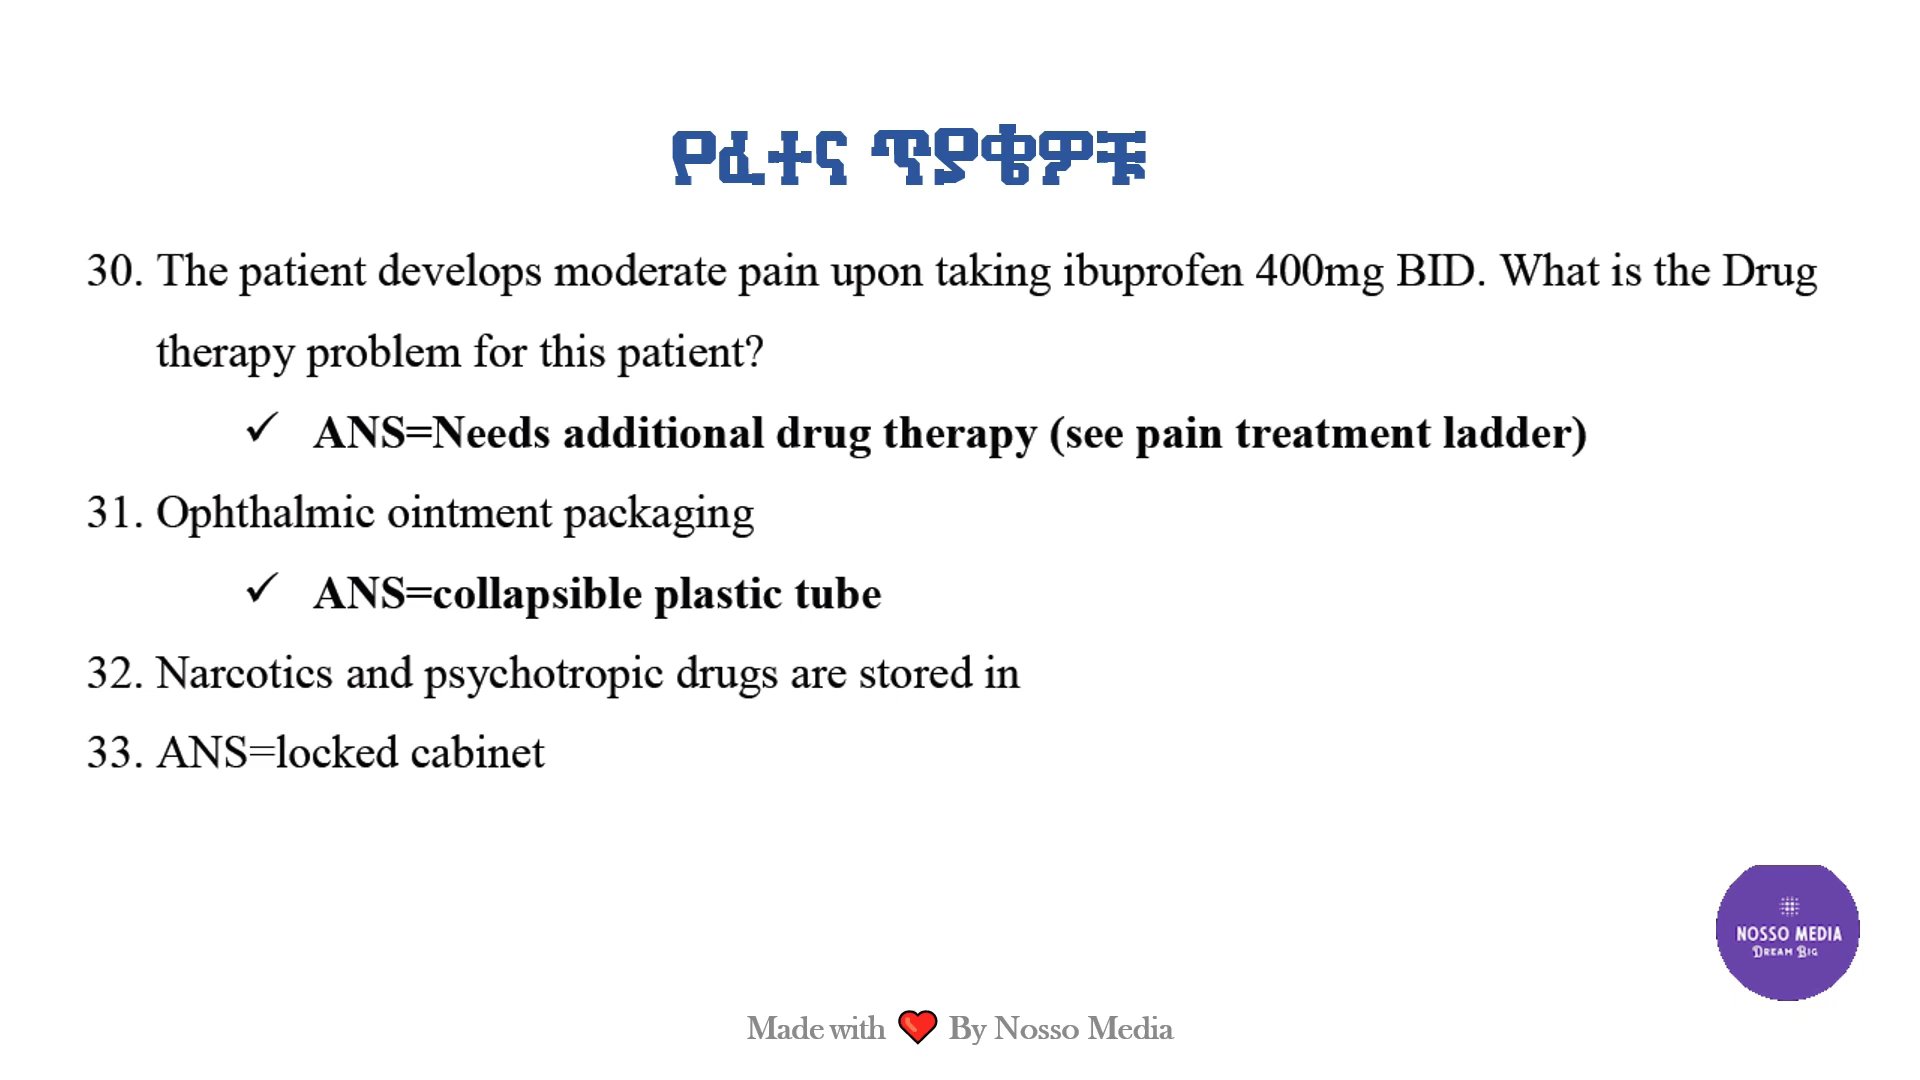 የፈተና ጥያቄዎቹ
30. The patient develops moderate pain upon taking ibuprofen 400mg BID. What is the Drug
therapy problem for this patient?
✓ ANS=Needs additional drug therapy (see pain treatment ladder)
31. Ophthalmic ointment packaging
✓ ANS=collapsible plastic tube
32. Narcotics and psychotropic drugs are stored in
33. ANS=locked cabinet
NOSSO MEDIA
DREAM BIG
Made with ❤ By Nosso Media